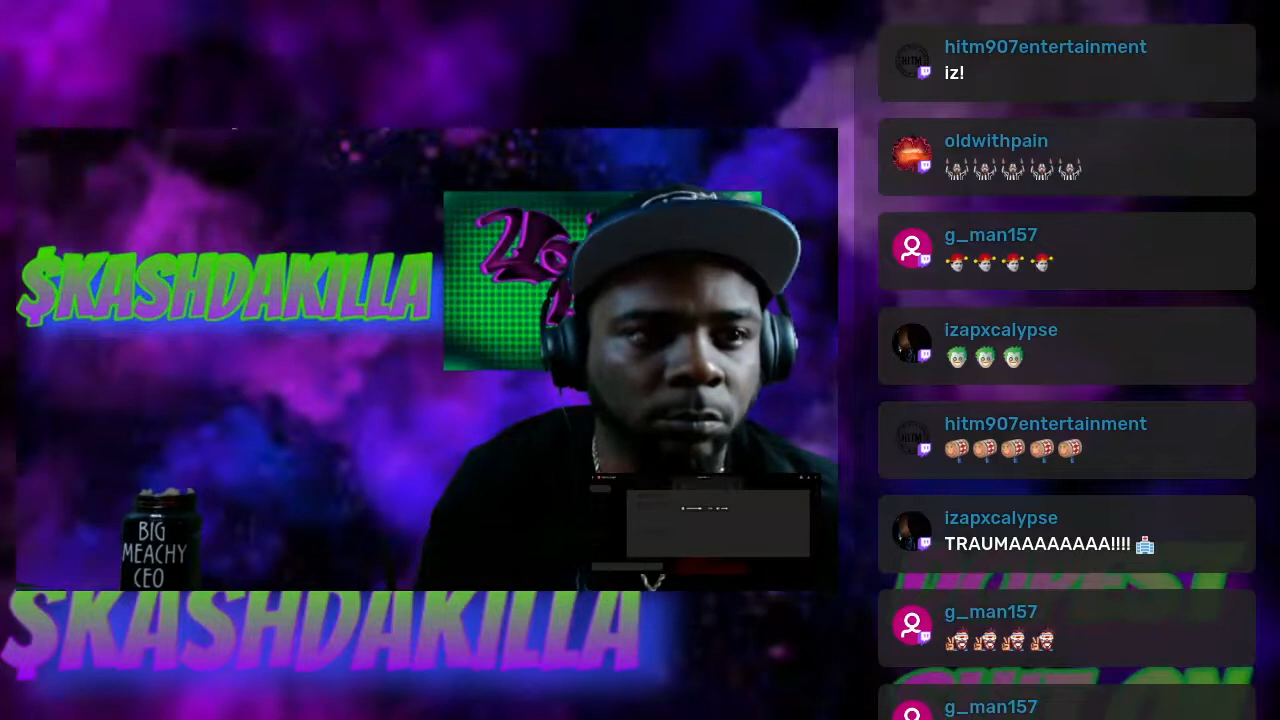 $KASHDAKILLA
BIG
MEACHY
CEO
$KASHDAKILLA
hitm907entertainment
iz!
oldwithpain
g_man157
izapxcalypse
hitm907entertainment
izapxcalypse
TRAUMAAAAAAAA!!!!
g_man157
g_man157